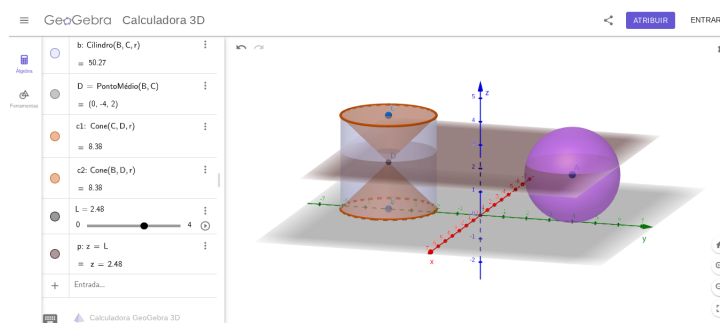 GeoGebra Calculadora 3D
ATRIBUIR
ENTRAR
Álgebra
Ferramentas
b: Cilindro(B, C, r)
= 50.27
D = PontoMédio(B, C)
= (0, -4, 2)
c1: Cone(C, D, r)
= 8.38
c2: Cone(B, D, r)
= 8.38
L = 2.48
0 4
p: z = L
= z = 2.48
Entrada...
Calculadora GeoGebra 3D
z
5
4
2
1
-1
-2
x
y